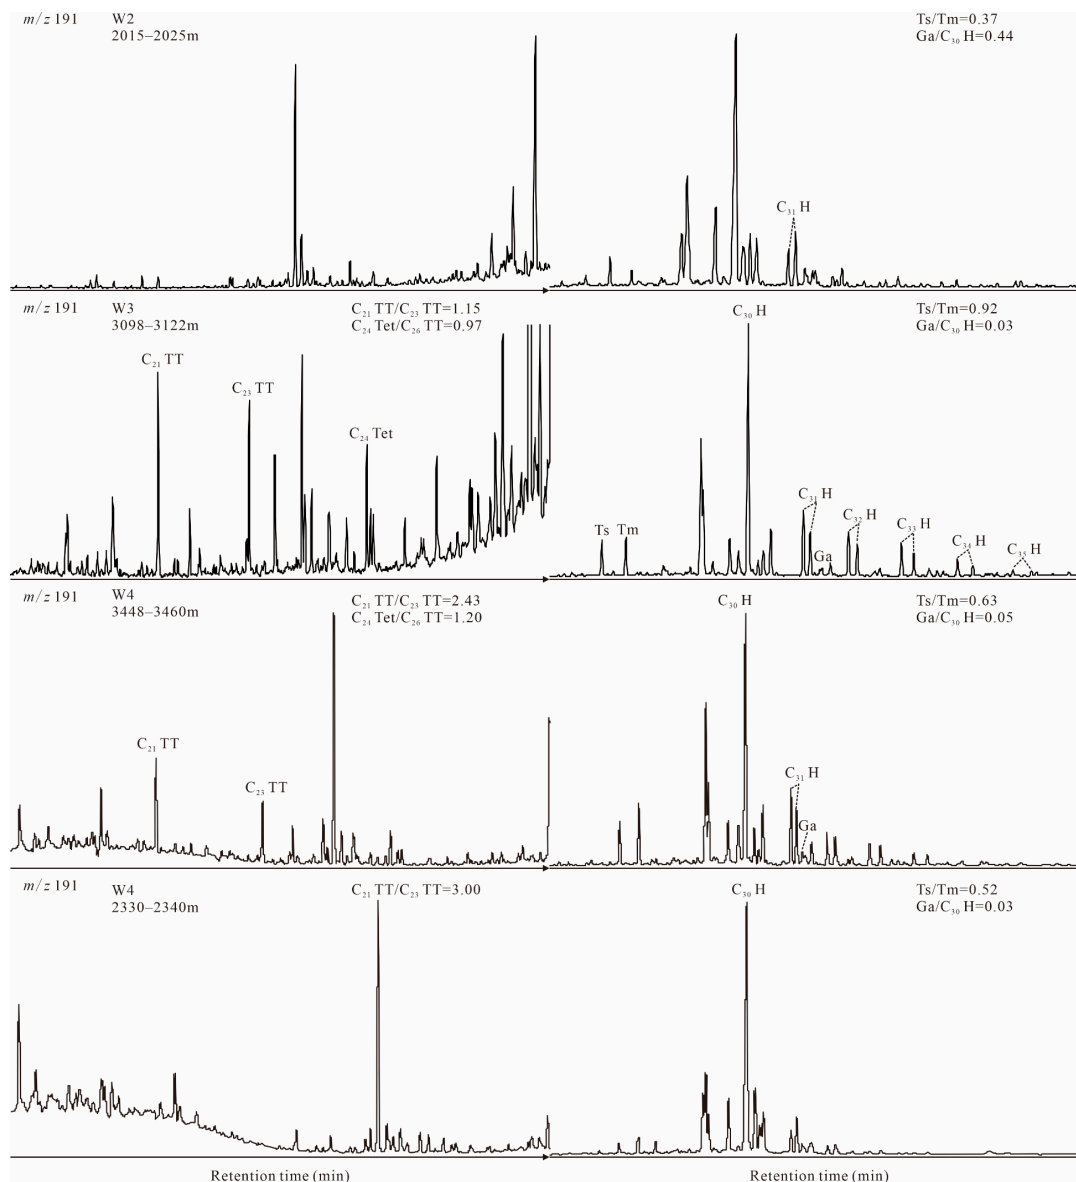 m/z 191
W2
2015–2025m
Ts/Tm=0.37
Ga/C₃₀ H=0.44
C₃₁ H
m/z 191
W3
3098–3122m
C₂₁ TT/C₂₃ TT=1.15
C₂₄ Tet/C₂₆ TT=0.97
C₃₀ H
Ts/Tm=0.92
Ga/C₃₀ H=0.03
C₂₁ TT
C₂₃ TT
C₂₄ Tet
Ts
Tm
Ga
C₃₁ H
C₃₂ H
C₃₃ H
C₃₄ H
C₃₅ H
m/z 191
W4
3448–3460m
C₂₁ TT/C₂₃ TT=2.43
C₂₄ Tet/C₂₆ TT=1.20
C₃₀ H
Ts/Tm=0.63
Ga/C₃₀ H=0.05
C₂₁ TT
C₂₃ TT
C₃₁ H
Ga
m/z 191
W4
2330–2340m
C₂₁ TT/C₂₃ TT=3.00
C₃₀ H
Ts/Tm=0.52
Ga/C₃₀ H=0.03
Retention time (min)
Retention time (min)